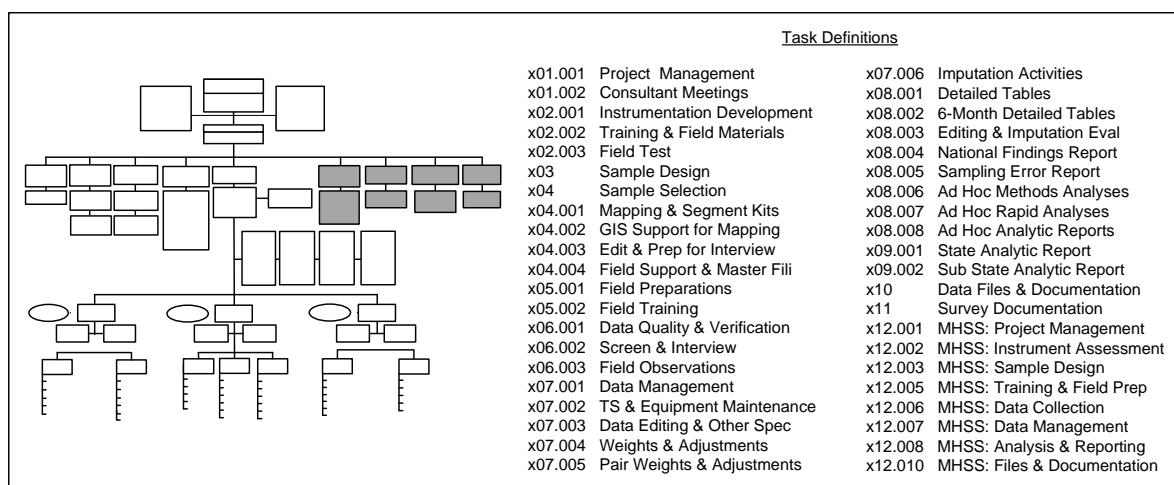 Task Definitions
x01.001 Project Management
x01.002 Consultant Meetings
x02.001 Instrumentation Development
x02.002 Training & Field Materials
x02.003 Field Test
x03 Sample Design
x04 Sample Selection
x04.001 Mapping & Segment Kits
x04.002 GIS Support for Mapping
x04.003 Edit & Prep for Interview
x04.004 Field Support & Master Fili
x05.001 Field Preparations
x05.002 Field Training
x06.001 Data Quality & Verification
x06.002 Screen & Interview
x06.003 Field Observations
x07.001 Data Management
x07.002 TS & Equipment Maintenance
x07.003 Data Editing & Other Spec
x07.004 Weights & Adjustments
x07.005 Pair Weights & Adjustments
x07.006 Imputation Activities
x08.001 Detailed Tables
x08.002 6-Month Detailed Tables
x08.003 Editing & Imputation Eval
x08.004 National Findings Report
x08.005 Sampling Error Report
x08.006 Ad Hoc Methods Analyses
x08.007 Ad Hoc Rapid Analyses
x08.008 Ad Hoc Analytic Reports
x09.001 State Analytic Report
x09.002 Sub State Analytic Report
x10 Data Files & Documentation
x11 Survey Documentation
x12.001 MHSS: Project Management
x12.002 MHSS: Instrument Assessment
x12.003 MHSS: Sample Design
x12.005 MHSS: Training & Field Prep
x12.006 MHSS: Data Collection
x12.007 MHSS: Data Management
x12.008 MHSS: Analysis & Reporting
x12.010 MHSS: Files & Documentation